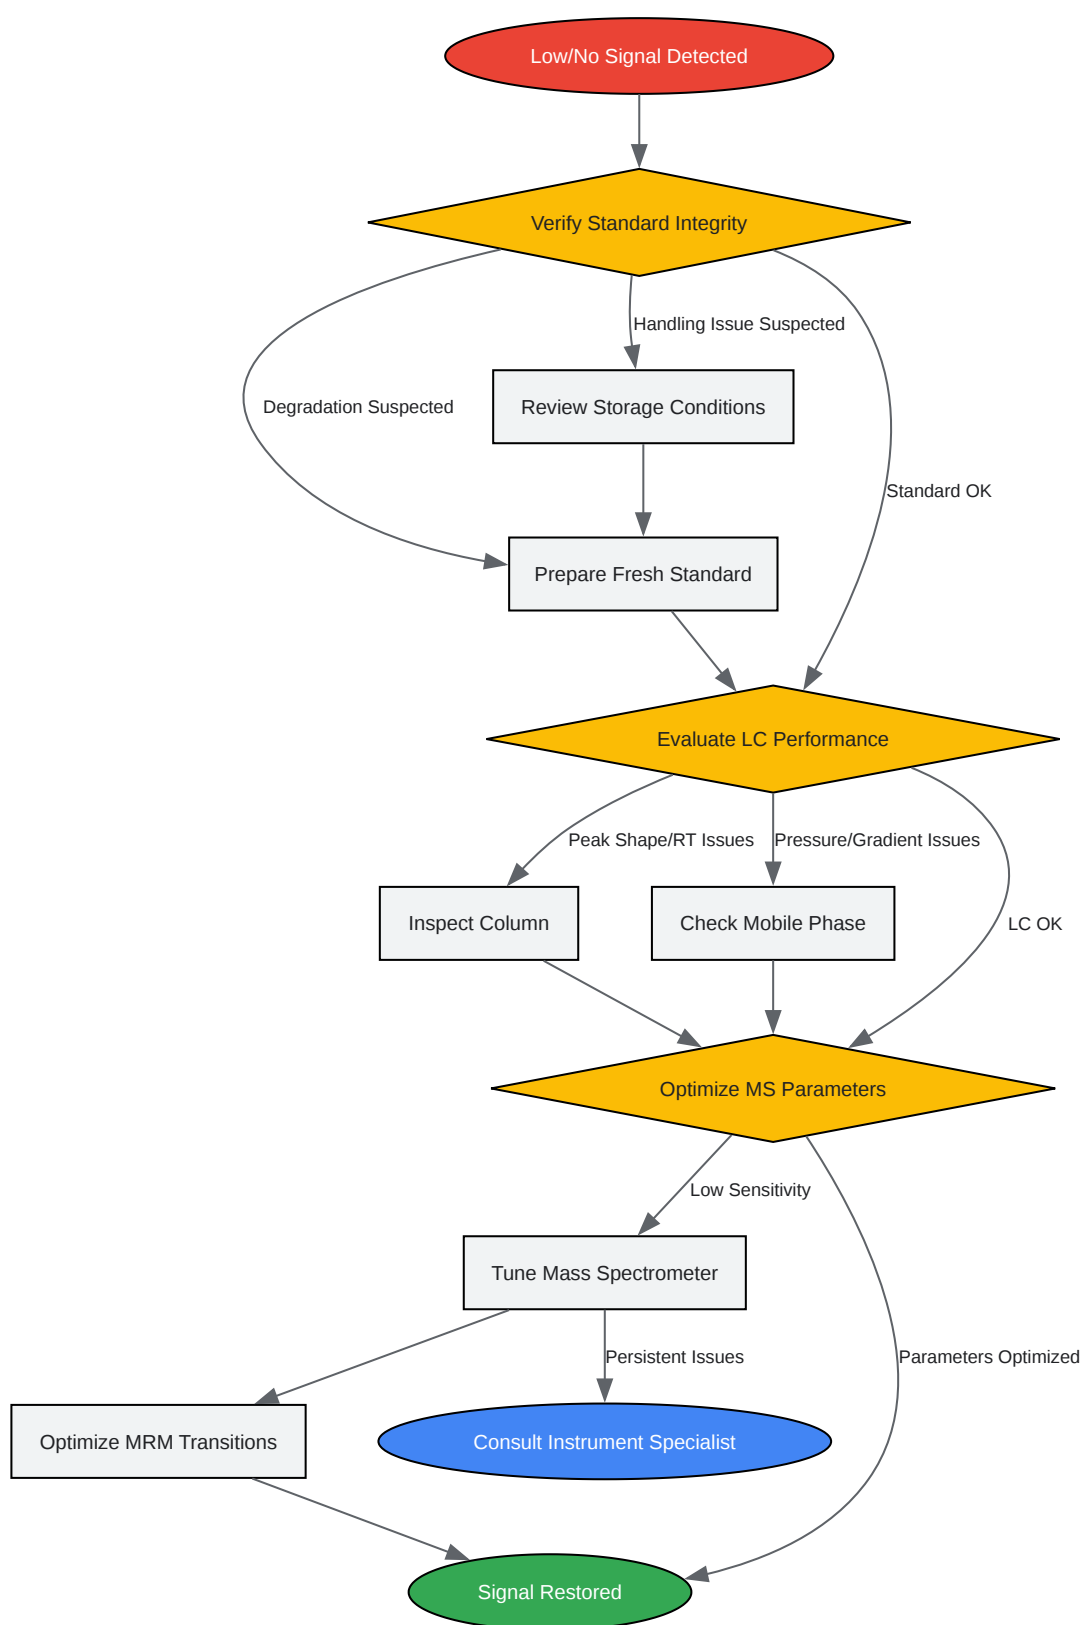 Low/No Signal Detected
Verify Standard Integrity
Handling Issue Suspected
Degradation Suspected
Review Storage Conditions
Standard OK
Prepare Fresh Standard
Evaluate LC Performance
Peak Shape/RT Issues
Pressure/Gradient Issues
Inspect Column
Check Mobile Phase
LC OK
Optimize MS Parameters
Low Sensitivity
Tune Mass Spectrometer
Persistent Issues
Parameters Optimized
Optimize MRM Transitions
Consult Instrument Specialist
Signal Restored